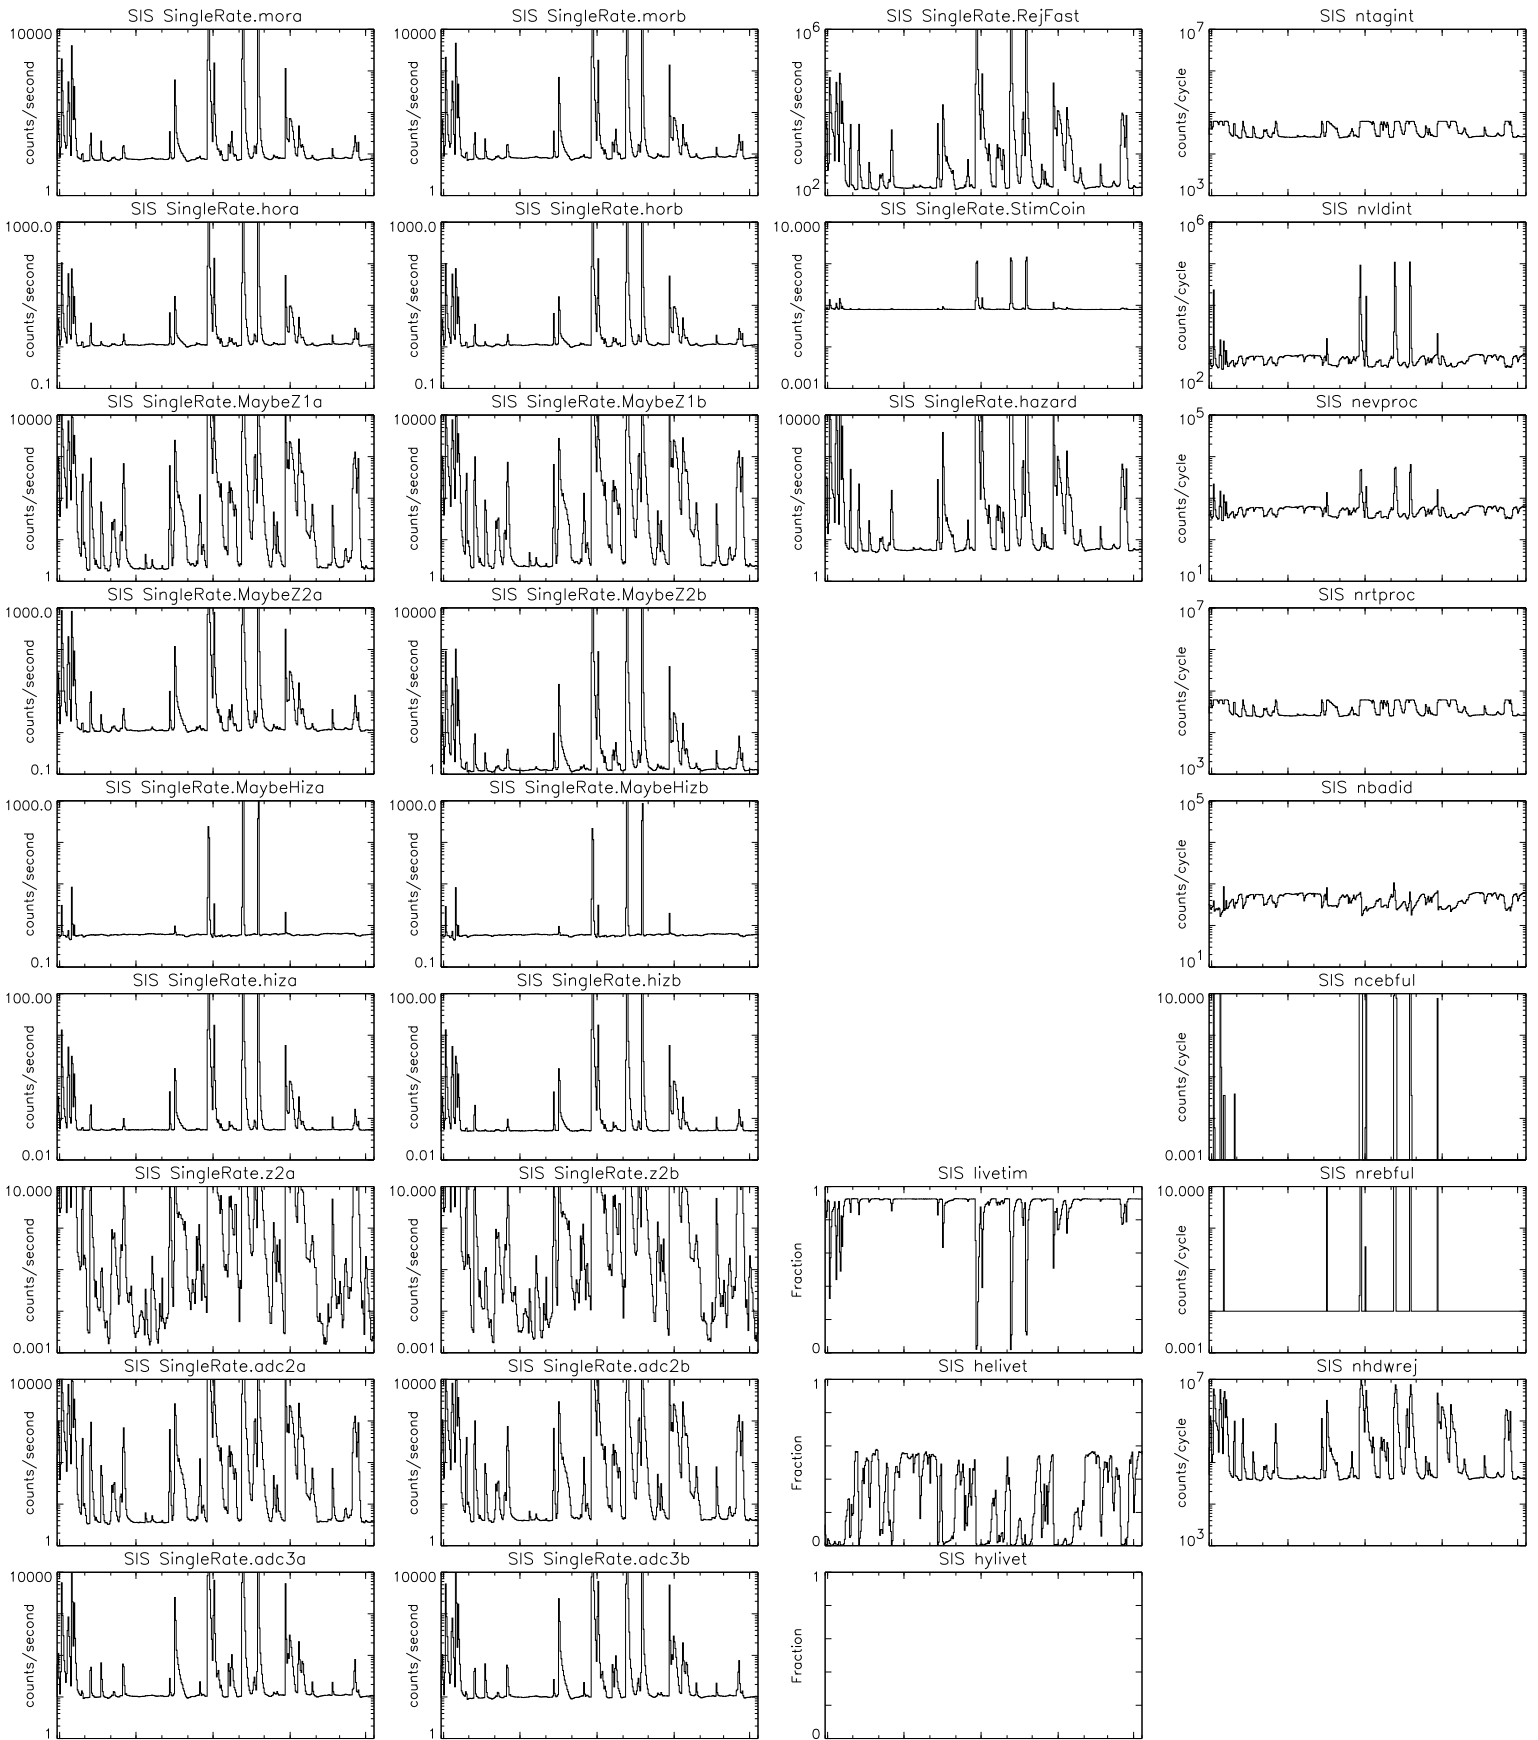 SIS SingleRate.mora
10000
counts/second
1
SIS SingleRate.morb
10000
counts/second
1
SIS SingleRate.RejFast
10^6
counts/second
10^2
SIS ntagint
10^7
counts/cycle
10^3
SIS SingleRate.hora
1000.0
counts/second
0.1
SIS SingleRate.horb
1000.0
counts/second
0.1
SIS SingleRate.StimCoin
10.000
counts/second
0.001
SIS nvldint
10^6
counts/cycle
10^2
SIS SingleRate.MaybeZ1a
10000
counts/second
1
SIS SingleRate.MaybeZ1b
10000
counts/second
1
SIS SingleRate.hazard
10000
counts/second
1
SIS nevproc
10^5
counts/cycle
10^1
SIS SingleRate.MaybeZ2a
1000.0
counts/second
0.1
SIS SingleRate.MaybeZ2b
10000
counts/second
1
SIS nrtproc
10^7
counts/cycle
10^3
SIS SingleRate.MaybeHiza
1000.0
counts/second
0.1
SIS SingleRate.MaybeHizb
1000.0
counts/second
0.1
SIS nbadid
10^5
counts/cycle
10^1
SIS SingleRate.hiza
100.00
counts/second
0.01
SIS SingleRate.hizb
100.00
counts/second
0.01
SIS ncebful
10.000
counts/cycle
0.001
SIS SingleRate.z2a
10.000
counts/second
0.001
SIS SingleRate.z2b
10.000
counts/second
0.001
SIS livetim
1
Fraction
0
SIS nrebful
10.000
counts/cycle
0.001
SIS SingleRate.adc2a
10000
counts/second
1
SIS SingleRate.adc2b
10000
counts/second
1
SIS helivet
1
Fraction
0
SIS nhdwrej
10^7
counts/cycle
10^3
SIS SingleRate.adc3a
10000
counts/second
1
SIS SingleRate.adc3b
10000
counts/second
1
SIS hylivet
1
Fraction
0